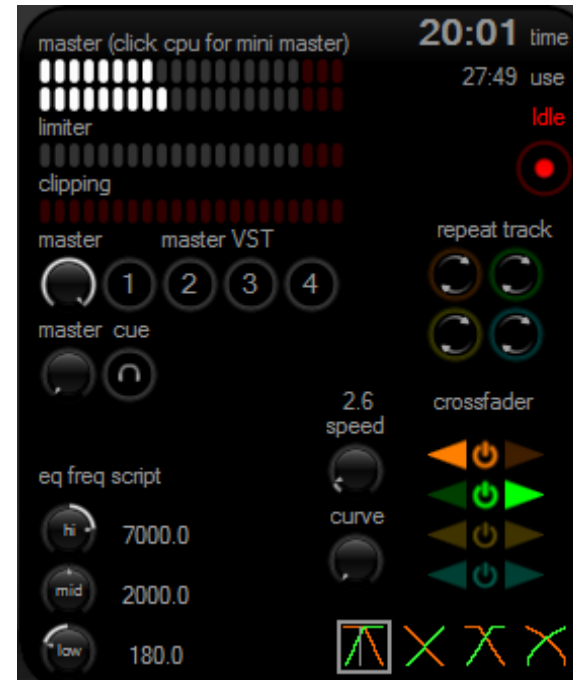 master (click cpu for mini master)
20:01 time
27:49 use
Idle
limiter
clipping
master master VST
1 2 3 4
repeat track
master cue
2.6
speed
crossfader
eq freq script
hi 7000.0
curve
mid 2000.0
low 180.0